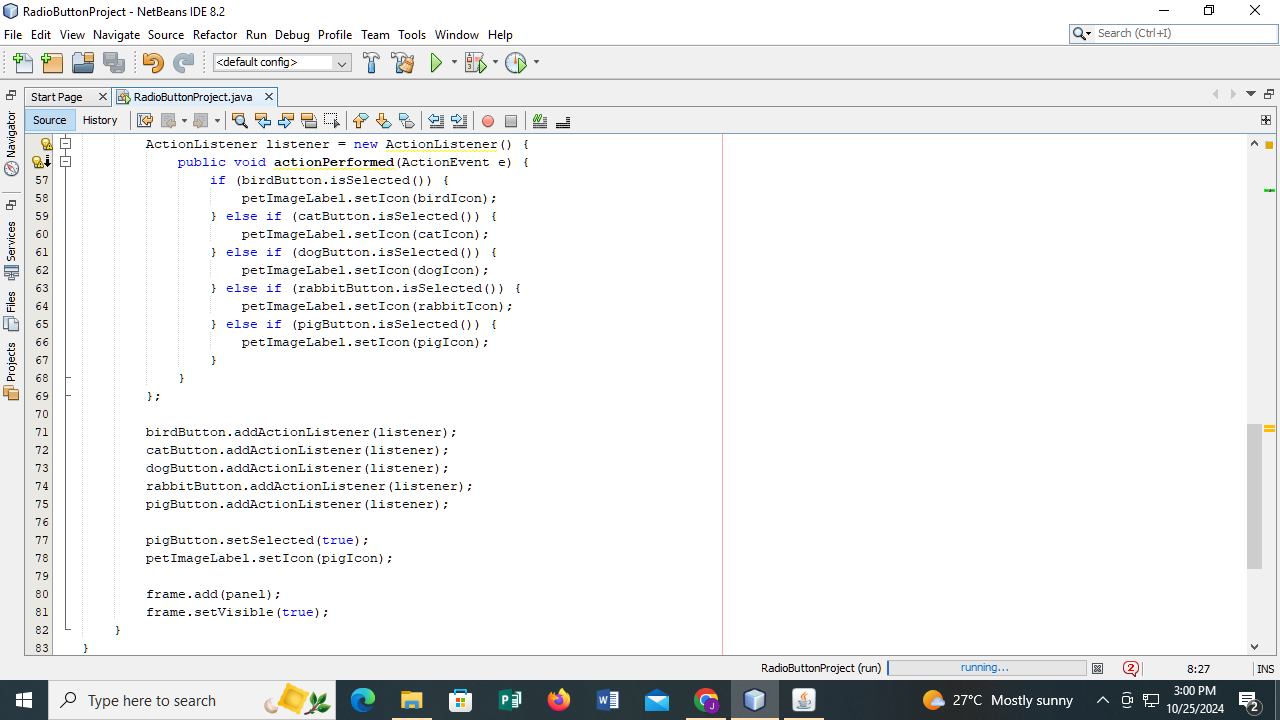 RadioButtonProject - NetBeans IDE 8.2
File Edit View Navigate Source Refactor Run Debug Profile Team Tools Window Help
Search (Ctrl+I)
<default config>
Start Page RadioButtonProject.java
Source History
Navigator
Services
Files
Projects
ActionListener listener = new ActionListener() {
public void actionPerformed(ActionEvent e) {
57 if (birdButton.isSelected()) {
58 petImageLabel.setIcon(birdIcon);
59 } else if (catButton.isSelected()) {
60 petImageLabel.setIcon(catIcon);
61 } else if (dogButton.isSelected()) {
62 petImageLabel.setIcon(dogIcon);
63 } else if (rabbitButton.isSelected()) {
64 petImageLabel.setIcon(rabbitIcon);
65 } else if (pigButton.isSelected()) {
66 petImageLabel.setIcon(pigIcon);
67 }
68 }
69 };
70
71 birdButton.addActionListener(listener);
72 catButton.addActionListener(listener);
73 dogButton.addActionListener(listener);
74 rabbitButton.addActionListener(listener);
75 pigButton.addActionListener(listener);
76
77 pigButton.setSelected(true);
78 petImageLabel.setIcon(pigIcon);
79
80 frame.add(panel);
81 frame.setVisible(true);
82 }
83 }
RadioButtonProject (run) running... 2 8:27 INS
Type here to search
27°C Mostly sunny
3:00 PM
10/25/2024
2